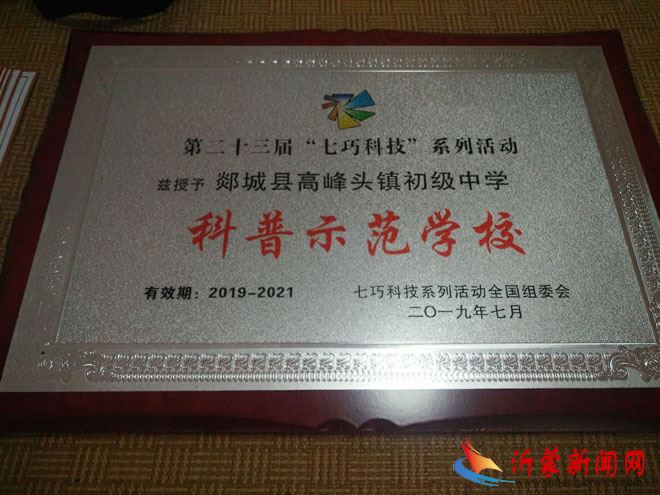 第二十三届“七巧科技”系列活动
兹授予 郯城县高峰头镇初级中学
科普示范学校
有效期：2019-2021
七巧科技系列活动全国组委会
二〇一九年七月
沂蒙新闻网